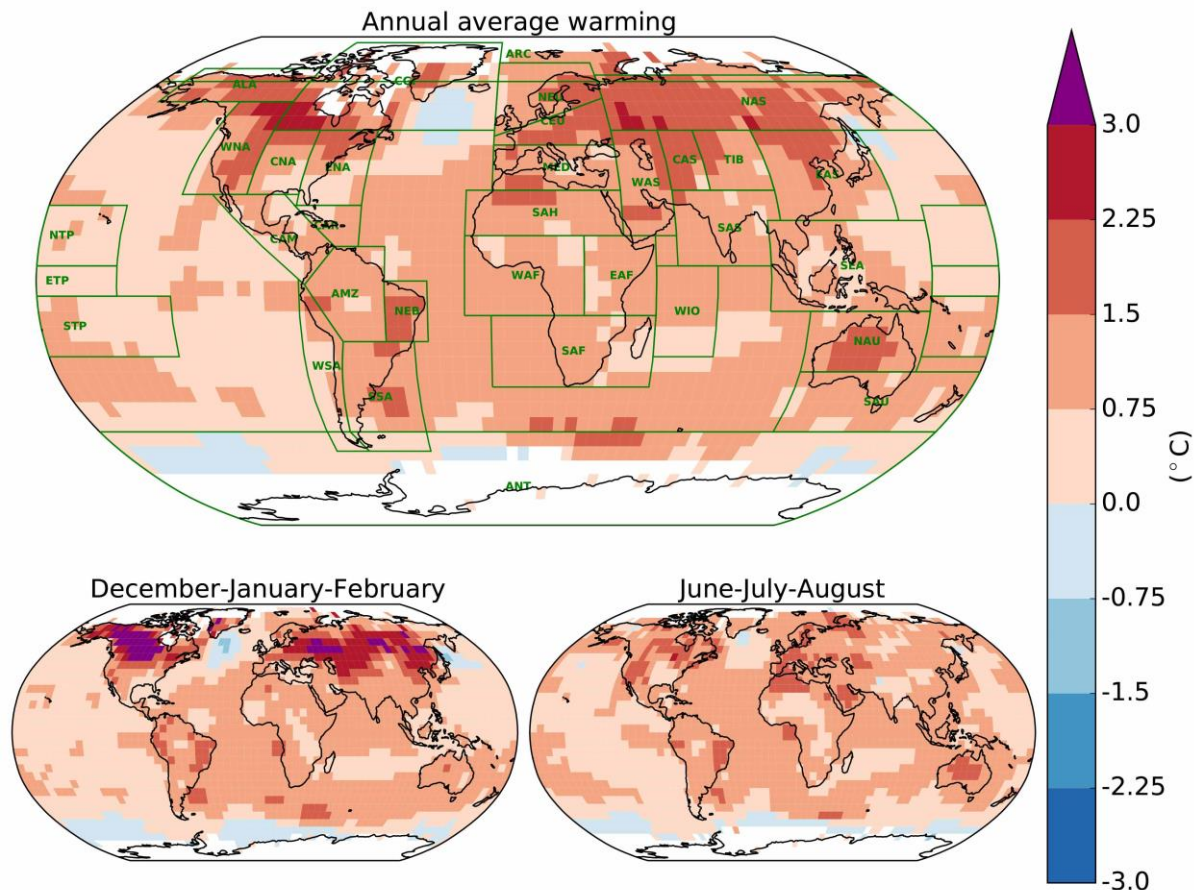 Annual average warming
ARC
ALA
CG
NEU
NAS
CEU
WNA
CNA
ENA
MED
CAS
TIB
WAS
EAS
SAH
SAS
NTP
CAR
CAM
SEA
ETP
WAF
EAF
AMZ
NEB
WIO
STP
NAU
WSA
SAF
SSA
SAU
ANT
3.0
2.25
1.5
0.75
0.0
-0.75
-1.5
-2.25
-3.0
(°C)
December-January-February
June-July-August